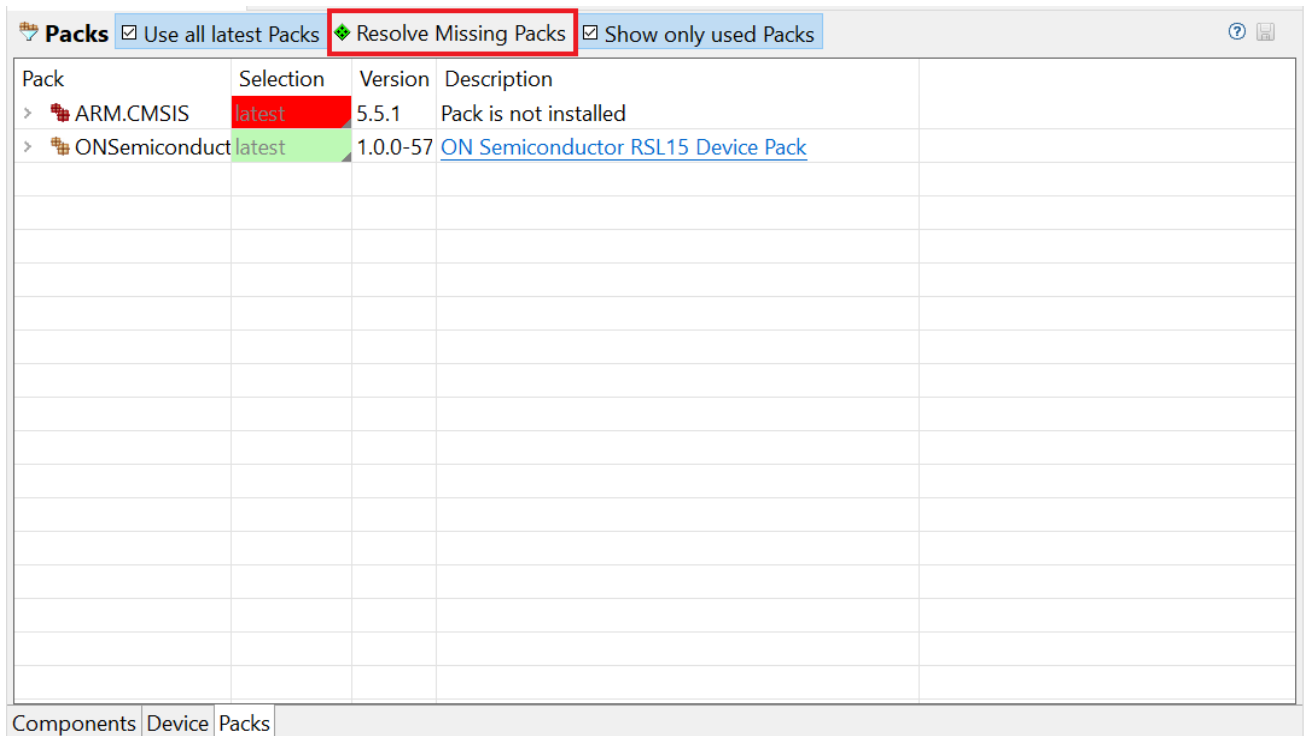 Packs Use all latest Packs Resolve Missing Packs Show only used Packs
Pack Selection Version Description
ARM.CMSIS latest 5.5.1 Pack is not installed
ONSemiconduct latest 1.0.0-57 ON Semiconductor RSL15 Device Pack
Components Device Packs